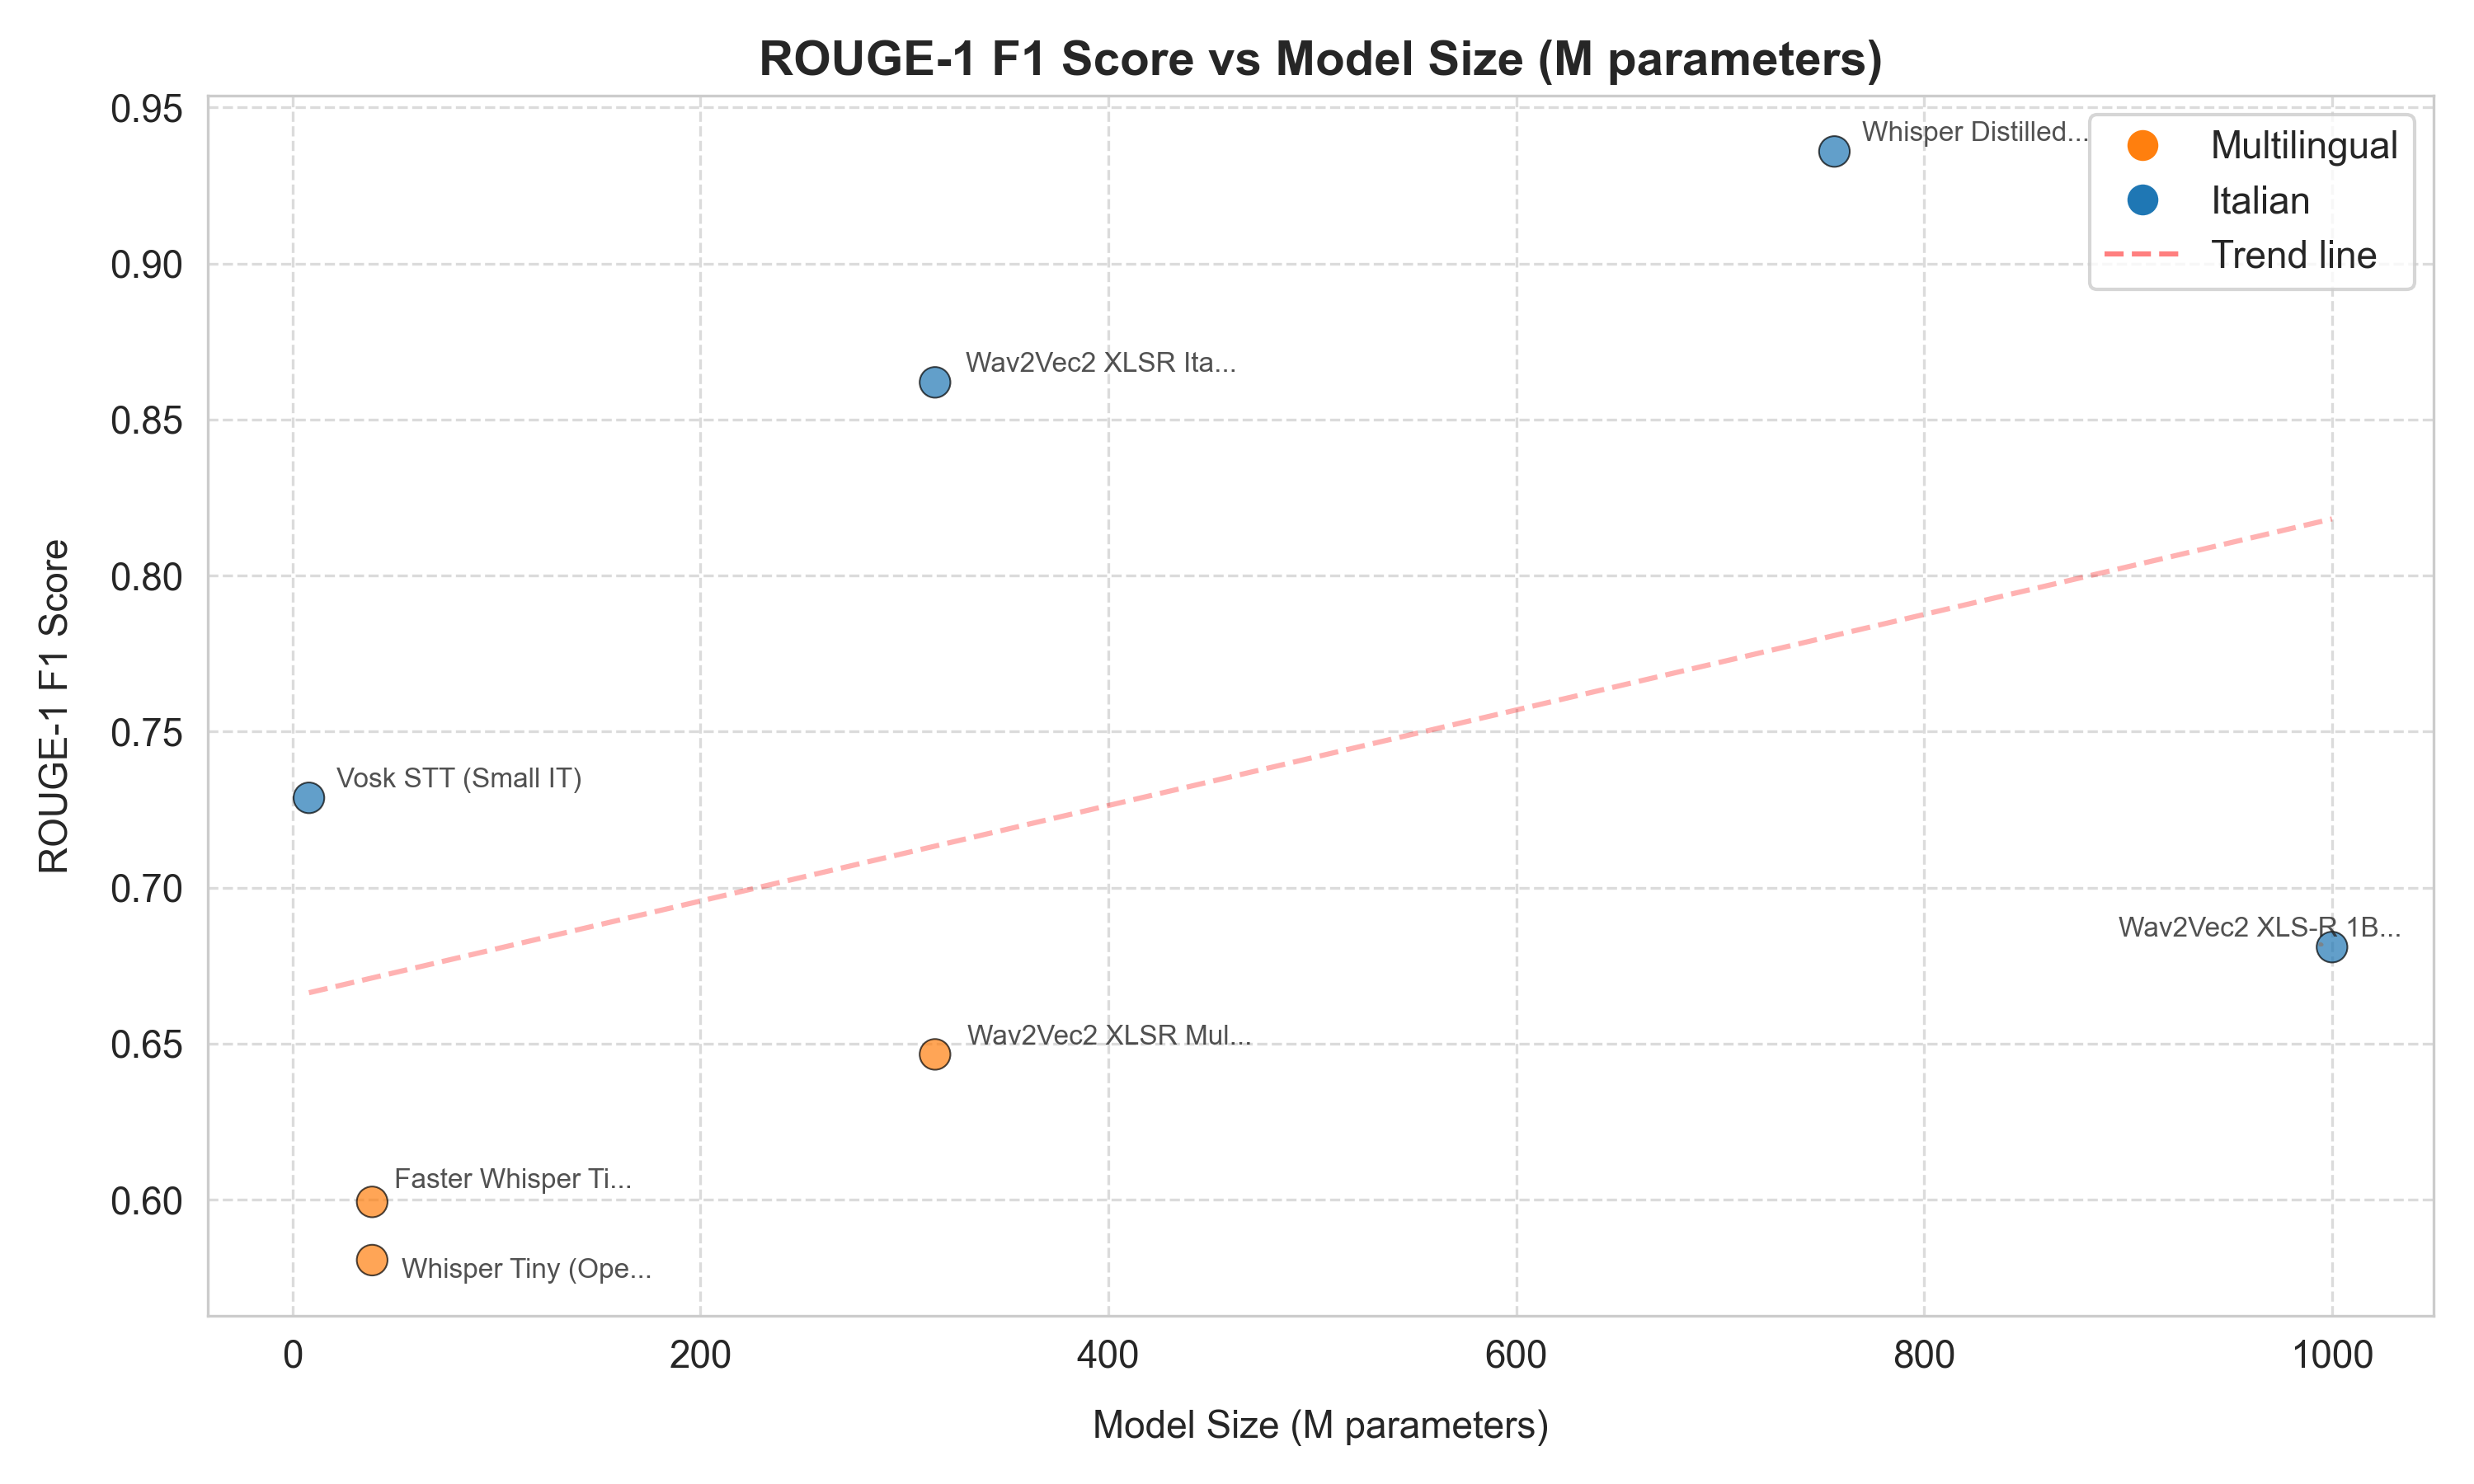 ROUGE-1 F1 Score vs Model Size (M parameters)
0.95
0.90
0.85
0.80
0.75
0.70
0.65
0.60
ROUGE-1 F1 Score
Whisper Distilled...
Multilingual
Italian
Trend line
Wav2Vec2 XLSR Ita...
Vosk STT (Small IT)
Wav2Vec2 XLS-R 1B...
Wav2Vec2 XLSR Mul...
Faster Whisper Ti...
Whisper Tiny (Ope...
0 200 400 600 800 1000
Model Size (M parameters)